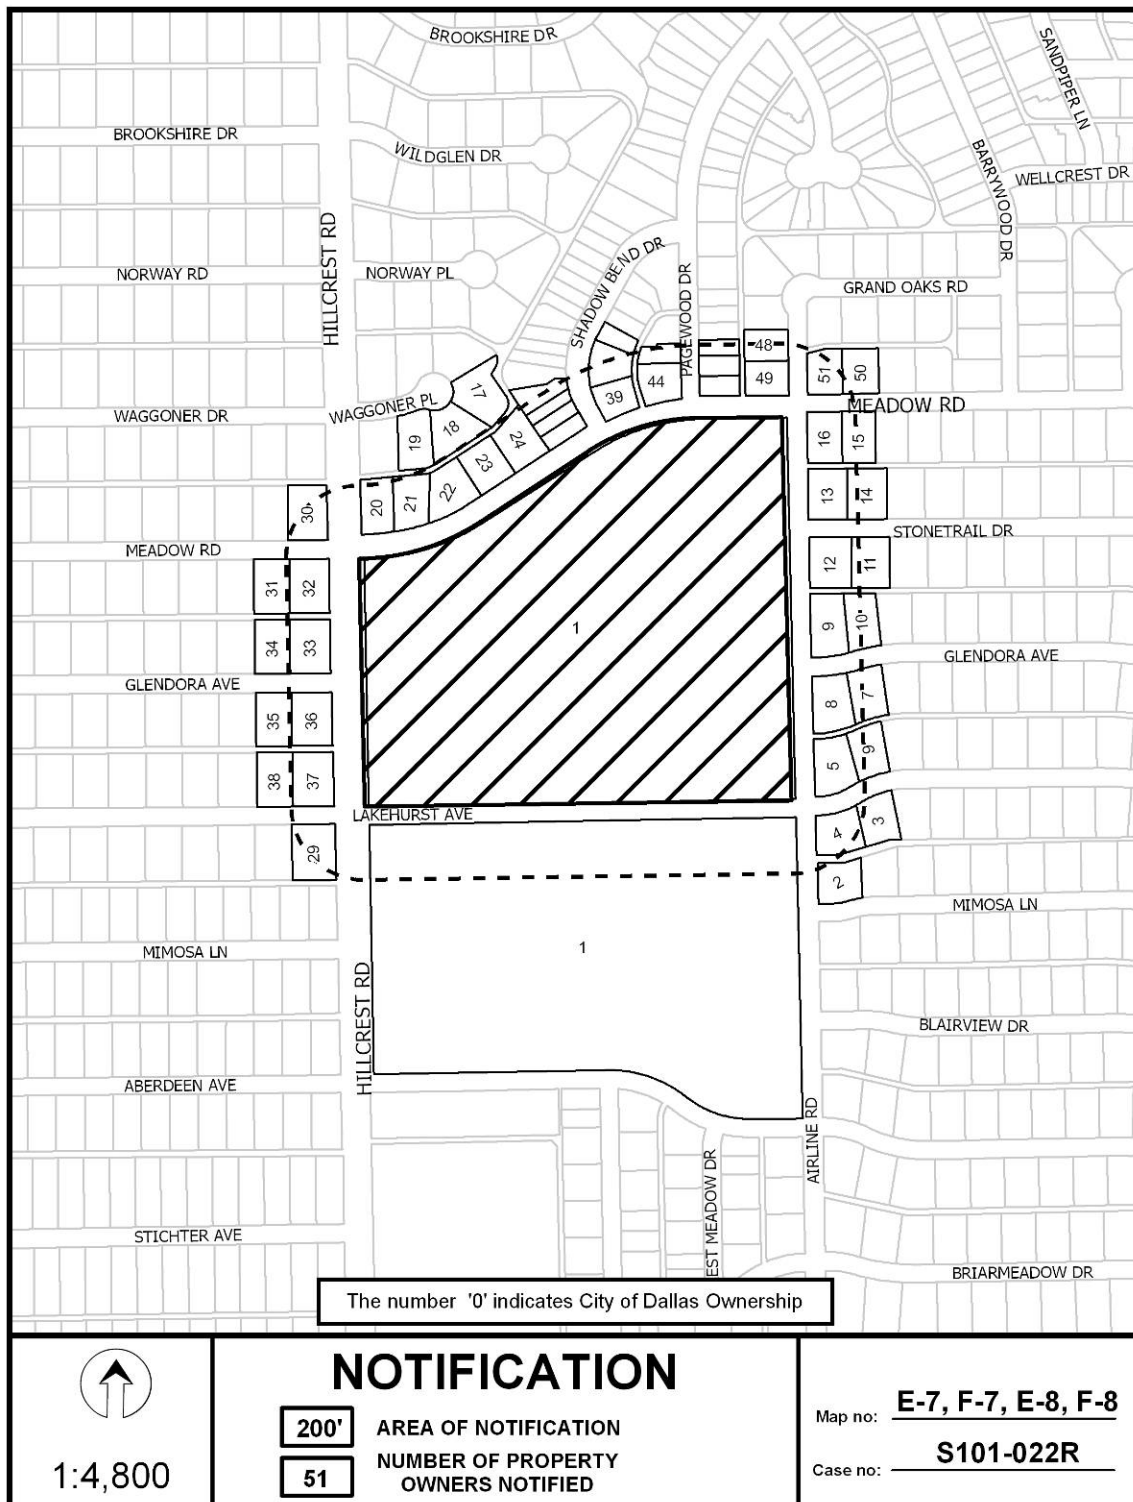 BROOKSHIRE DR
SANDPIPER LN
BROOKSHIRE DR
WILDGLEN DR
BARRYWOOD DR
WELLCREST DR
HILLCREST RD
NORWAY RD
NORWAY PL
SHADOW BEND DR
PAGEWOOD DR
GRAND OAKS RD
48
17
44
49
51
50
39
WAGGONER DR
WAGGONER PL
MEADOW RD
19
18
24
16
15
23
22
21
20
13
14
30
MEADOW RD
STONETRAIL DR
31
32
12
11
34
33
1
9
10
GLENDORA AVE
GLENDORA AVE
35
36
8
7
38
37
5
6
LAKEHURST AVE
29
4
3
2
MIMOSA LN
MIMOSA LN
1
HILLCREST RD
BLAIRVIEW DR
ABERDEEN AVE
AIRLINE RD
EST MEADOW DR
STICHTER AVE
BRIARMEADOW DR
The number '0' indicates City of Dallas Ownership
1:4,800
NOTIFICATION
200' AREA OF NOTIFICATION
51 NUMBER OF PROPERTY
OWNERS NOTIFIED
Map no: E-7, F-7, E-8, F-8
Case no: S101-022R